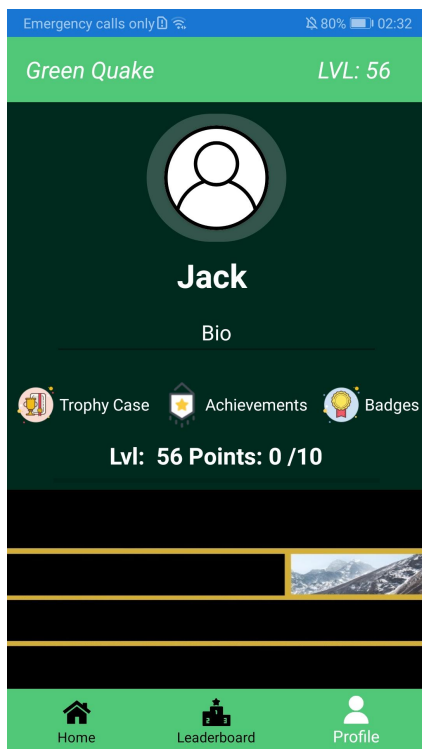 Emergency calls only 80% 02:32
Green Quake LVL: 56
Jack
Bio
Trophy Case Achievements Badges
Lvl: 56 Points: 0 /10
Home Leaderboard Profile